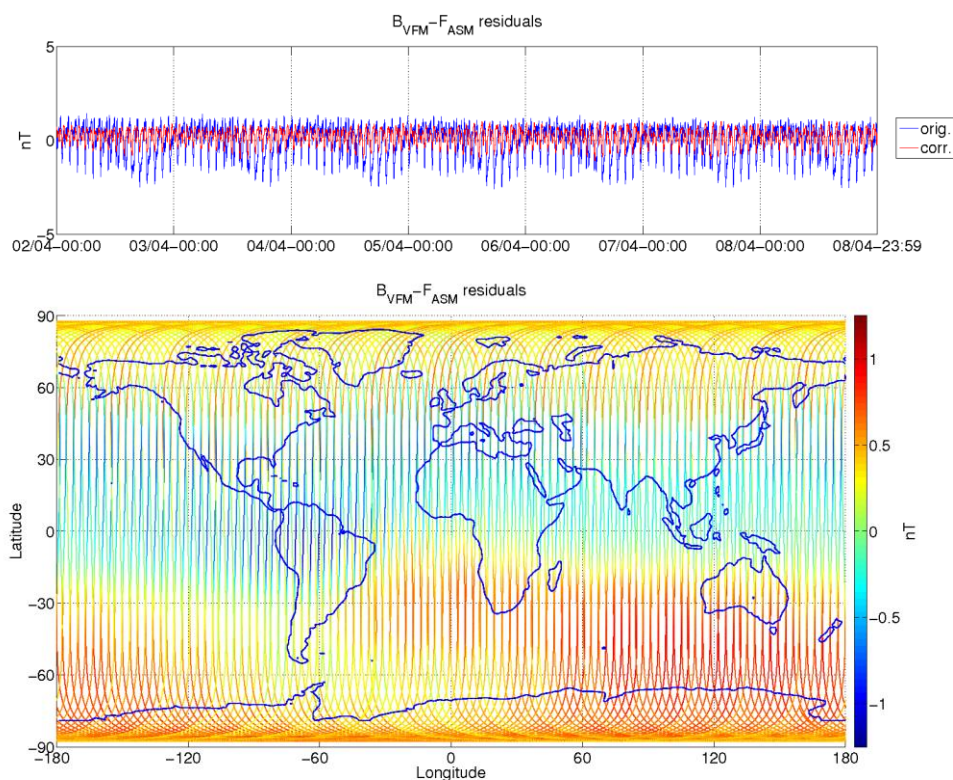 B_VFM−F_ASM residuals
5
0
−5
nT
02/04−00:00 03/04−00:00 04/04−00:00 05/04−00:00 06/04−00:00 07/04−00:00 08/04−00:00 08/04−23:59
orig.
corr.
B_VFM−F_ASM residuals
90
60
30
0
−30
−60
−90
Latitude
−180 −120 −60 0 60 120 180
Longitude
1
0.5
0
−0.5
−1
nT